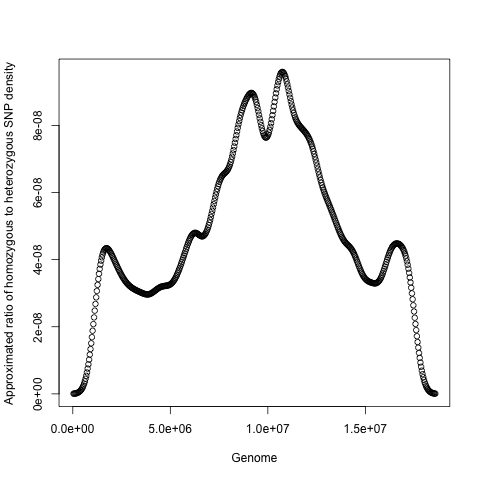 Approximated ratio of homozygous to heterozygous SNP density
8e-08
6e-08
4e-08
2e-08
0e+00
0.0e+00 5.0e+06 1.0e+07 1.5e+07
Genome